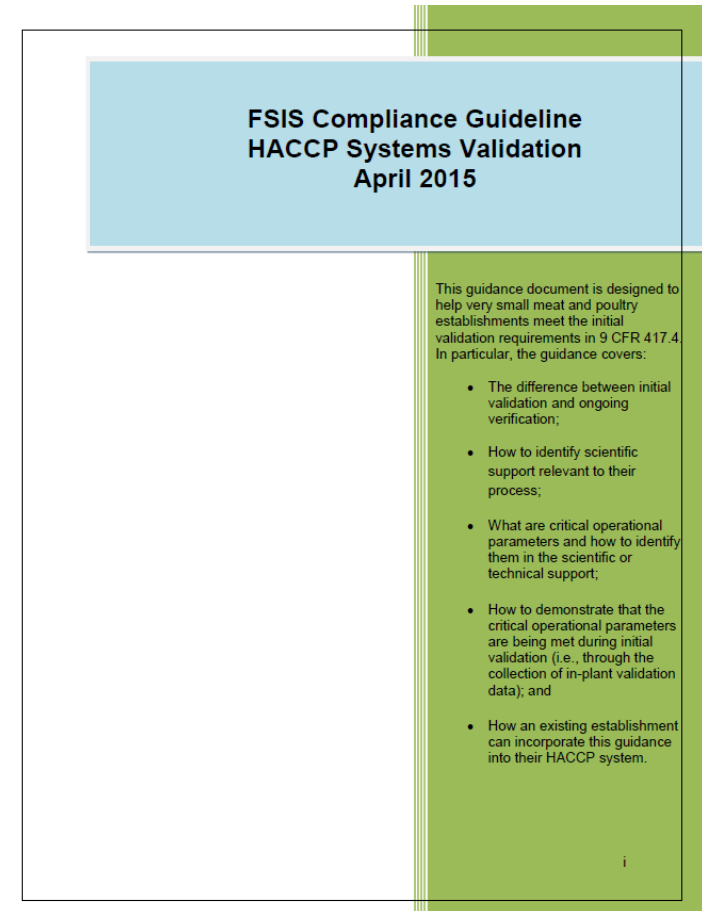 FSIS Compliance Guideline
HACCP Systems Validation
April 2015
This guidance document is designed to
help very small meat and poultry
establishments meet the initial
validation requirements in 9 CFR 417.4.
In particular, the guidance covers:
• The difference between initial
validation and ongoing
verification;
• How to identify scientific
support relevant to their
process;
• What are critical operational
parameters and how to identify
them in the scientific or
technical support;
• How to demonstrate that the
critical operational parameters
are being met during initial
validation (i.e., through the
collection of in-plant validation
data); and
• How an existing establishment
can incorporate this guidance
into their HACCP system.
i